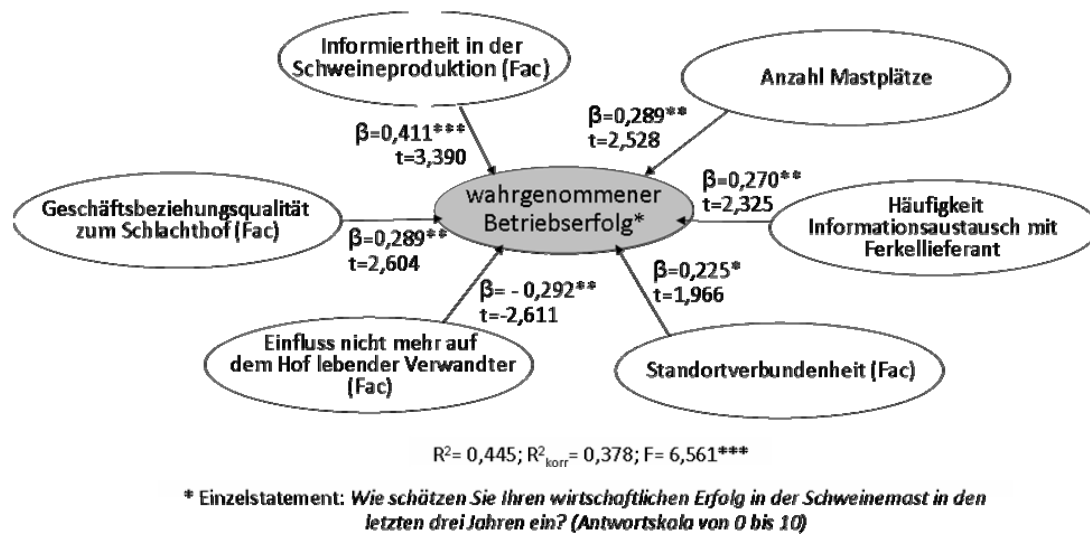 Informiertheit in der
Schweineproduktion (Fac)
Anzahl Mastplätze
β=0,411***
t=3,390
β=0,289**
t=2,528
wahrgenommener
Betriebserfolg*
β=0,270**
t=2,325
Geschäftsbeziehungsqualität
zum Schlachthof (Fac)
β=0,289**
t=2,604
Häufigkeit
Informationsaustausch mit
Ferkellieferant
β= - 0,292**
t=-2,611
β=0,225*
t=1,966
Einfluss nicht mehr auf
dem Hof lebender Verwandter
(Fac)
Standortverbundenheit (Fac)
R²= 0,445; R²korr= 0,378; F= 6,561***
* Einzelstatement: Wie schätzen Sie Ihren wirtschaftlichen Erfolg in der Schweinemast in den
letzten drei Jahren ein? (Antwortskala von 0 bis 10)